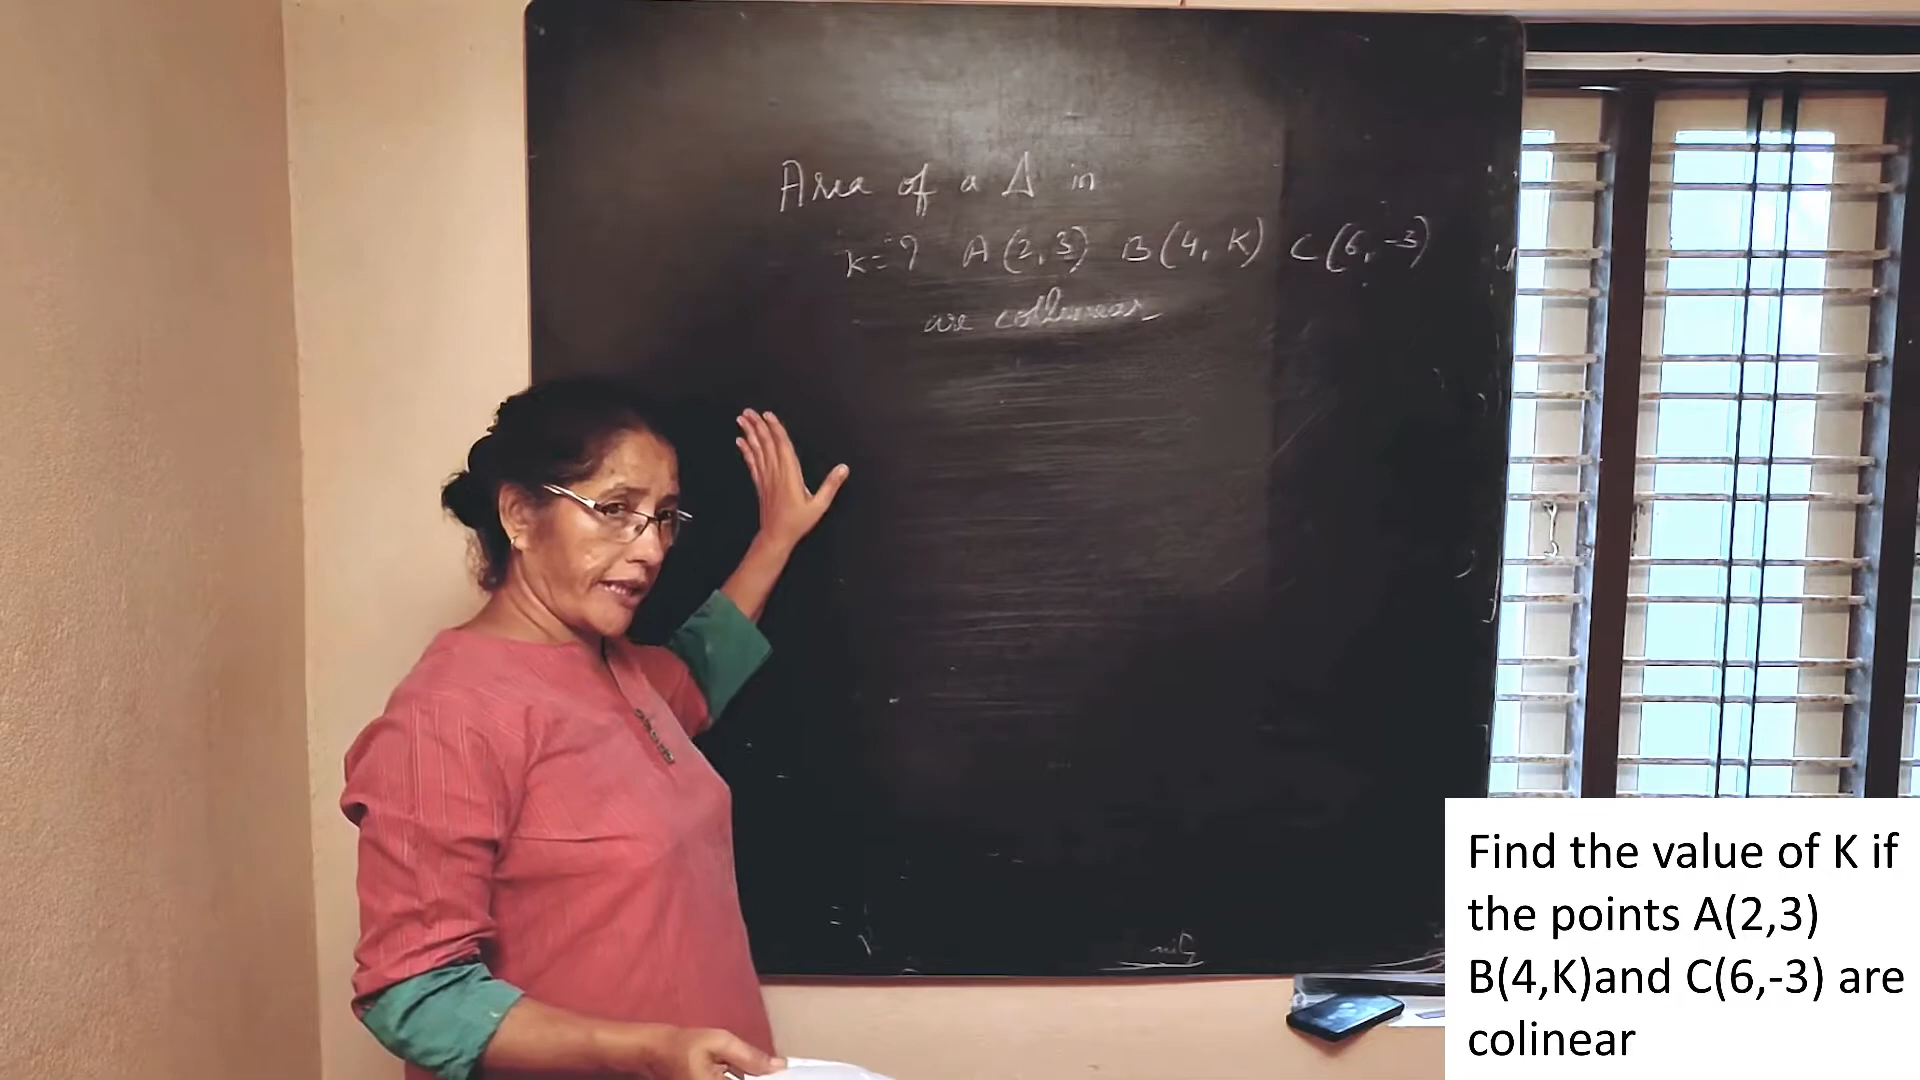 Area of a Δ in
K=? A(2,3) B(4, K) C(6,-3)
are collinear
Find the value of K if
the points A(2,3)
B(4,K)and C(6,-3) are
colinear